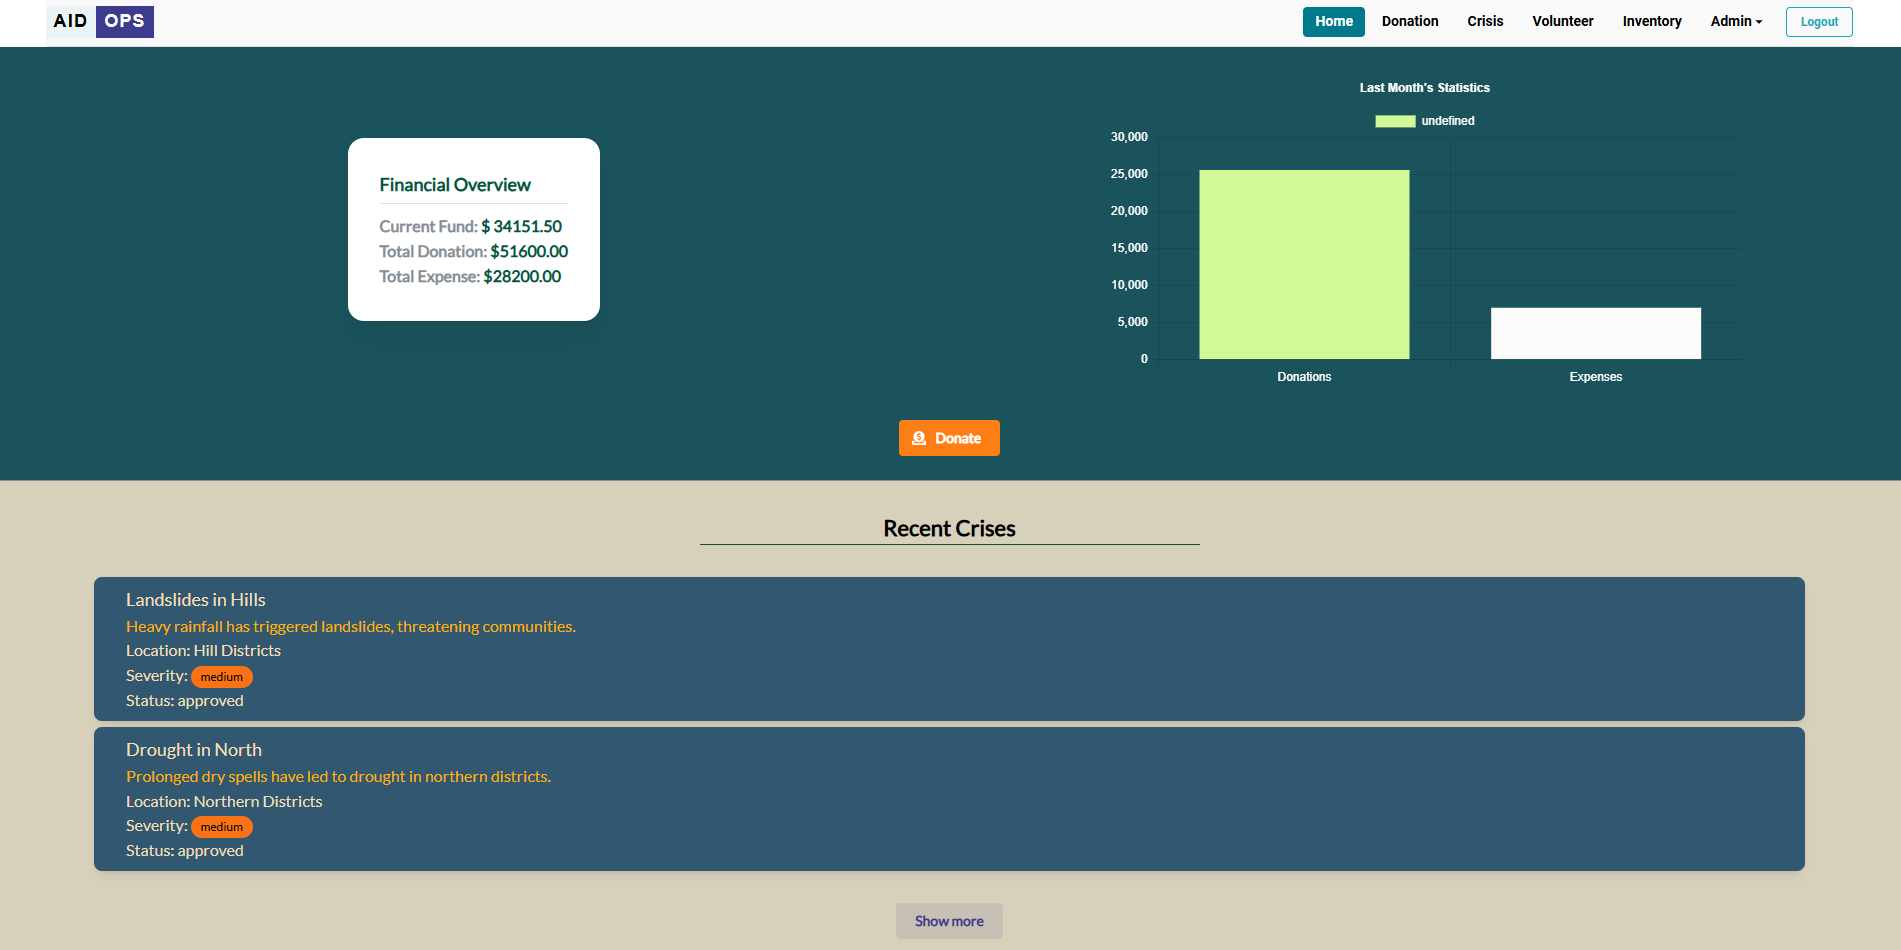 AID OPS
Home Donation Crisis Volunteer Inventory Admin Logout
Financial Overview
Current Fund: $ 34151.50
Total Donation: $51600.00
Total Expense: $28200.00
Last Month's Statistics
undefined
30,000
25,000
20,000
15,000
10,000
5,000
0
Donations Expenses
Donate
Recent Crises
Landslides in Hills
Heavy rainfall has triggered landslides, threatening communities.
Location: Hill Districts
Severity: medium
Status: approved
Drought in North
Prolonged dry spells have led to drought in northern districts.
Location: Northern Districts
Severity: medium
Status: approved
Show more